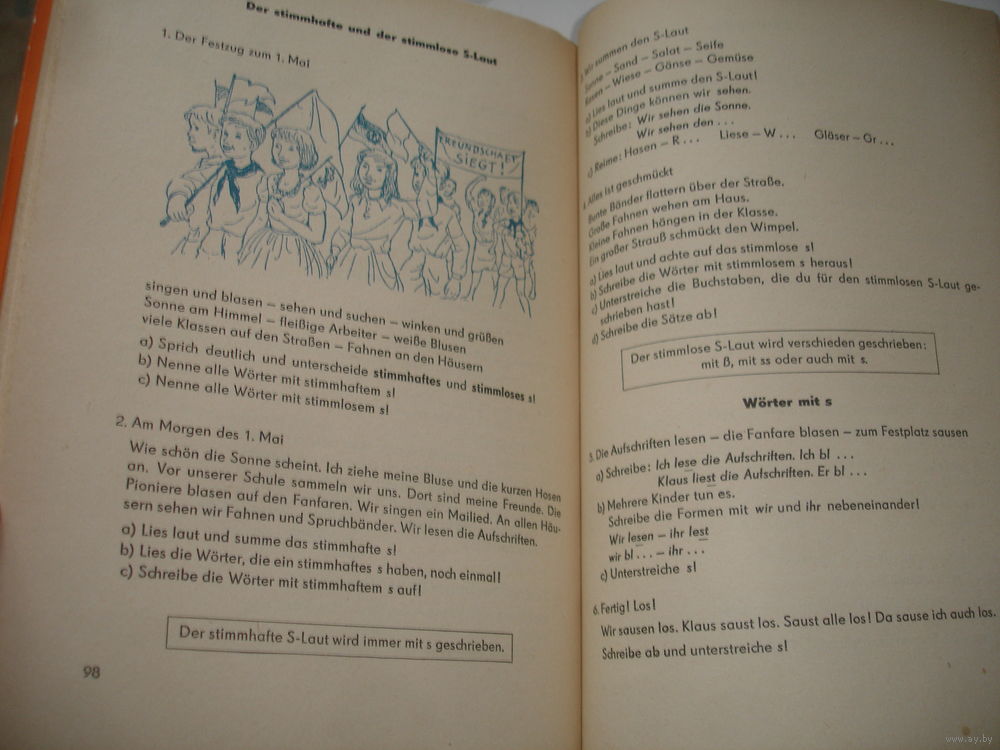 Der stimmhafte und der stimmlose S-Laut
1. Der Festzug zum 1. Mai
FREUNDSCHAFT
SIEGT!
singen und blasen – sehen und suchen – winken und grüßen
Sonne am Himmel – fleißige Arbeiter – weiße Blusen
viele Klassen auf den Straßen – Fahnen an den Häusern
a) Sprich deutlich und unterscheide stimmhaftes und stimmloses s!
b) Nenne alle Wörter mit stimmhaftem s!
c) Nenne alle Wörter mit stimmlosem s!
2. Am Morgen des 1. Mai
Wie schön die Sonne scheint. Ich ziehe meine Bluse und die kurzen Hosen
an. Vor unserer Schule sammeln wir uns. Dort sind meine Freunde. Die
Pioniere blasen auf den Fanfaren. Wir singen ein Mailied. An allen Häu-
sern sehen wir Fahnen und Spruchbänder. Wir lesen die Aufschriften.
a) Lies laut und summe das stimmhafte s!
b) Lies die Wörter, die ein stimmhaftes s haben, noch einmal!
c) Schreibe die Wörter mit stimmhaftem s auf!
Der stimmhafte S-Laut wird immer mit s geschrieben.
98
3. Wir summen den S-Laut
Sonne – Sand – Salat – Seife
Rosen – Wiese – Gänse – Gemüse
a) Lies laut und summe den S-Laut!
b) Diese Dinge können wir sehen.
Schreibe: Wir sehen die Sonne.
Wir sehen den . . .
c) Reime: Hasen – R . . . Liese – W . . . Gläser – Gr . . .
4. Alles ist geschmückt
Bunte Bänder flattern über der Straße.
Große Fahnen wehen am Haus.
Kleine Fahnen hängen in der Klasse.
Ein großer Strauß schmückt den Wimpel.
a) Lies laut und achte auf das stimmlose s!
b) Schreibe die Wörter mit stimmlosem s heraus!
c) Unterstreiche die Buchstaben, die du für den stimmlosen S-Laut ge-
schrieben hast!
d) Schreibe die Sätze ab!
Der stimmlose S-Laut wird verschieden geschrieben:
mit ß, mit ss oder auch mit s.
Wörter mit s
5. Die Aufschriften lesen – die Fanfare blasen – zum Festplatz sausen
a) Schreibe: Ich lese die Aufschriften. Ich bl . . .
Klaus liest die Aufschriften. Er bl . . .
b) Mehrere Kinder tun es.
Schreibe die Formen mit wir und ihr nebeneinander!
Wir lesen – ihr lest
wir bl . . . – ihr . . .
c) Unterstreiche s!
6. Fertig! Los!
Wir sausen los. Klaus saust los. Saust alle los! Da sause ich auch los.
Schreibe ab und unterstreiche s!
www.ay.by